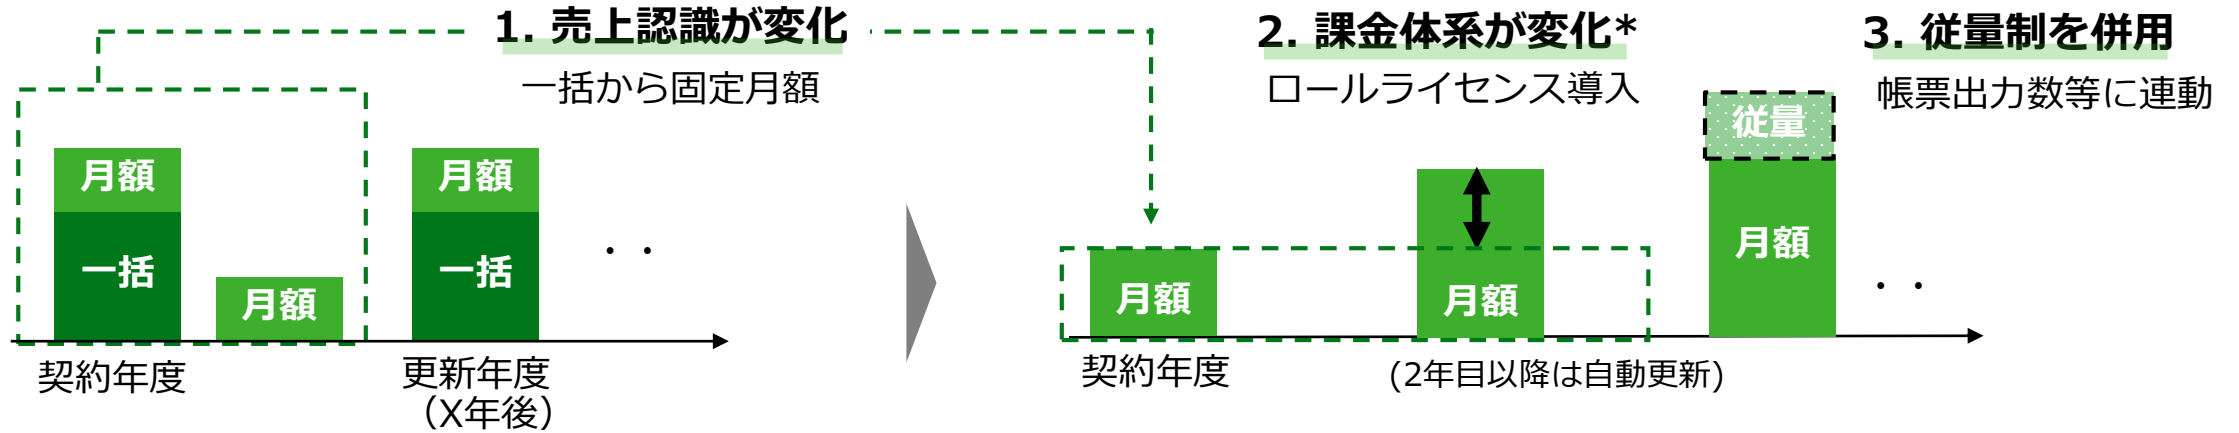 1. 売上認識が変化
一括から固定月額
月額
一括
月額
月額
一括
・・
契約年度
更新年度
（X年後）
2. 課金体系が変化*
ロールライセンス導入
3. 従量制を併用
帳票出力数等に連動
月額
月額
従量
月額
・・
契約年度
(2年目以降は自動更新)